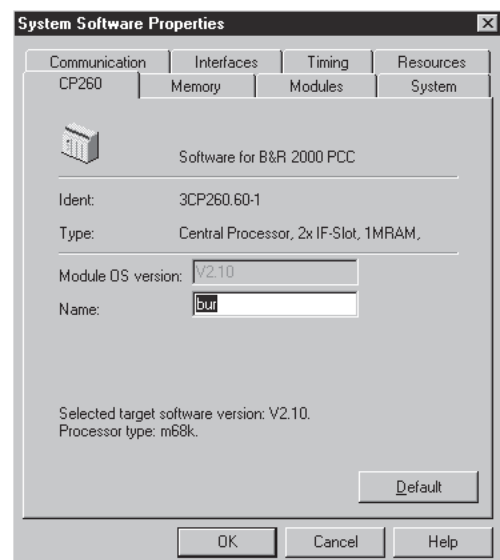 System Software Properties
Communication Interfaces Timing Resources
CP260 Memory Modules System
Software for B&R 2000 PCC
Ident: 3CP260.60-1
Type: Central Processor, 2x IF-Slot, 1MRAM,
Module OS version: V2.10
Name: bur
Selected target software version: V2.10.
Processor type: m68k.
Default
OK Cancel Help